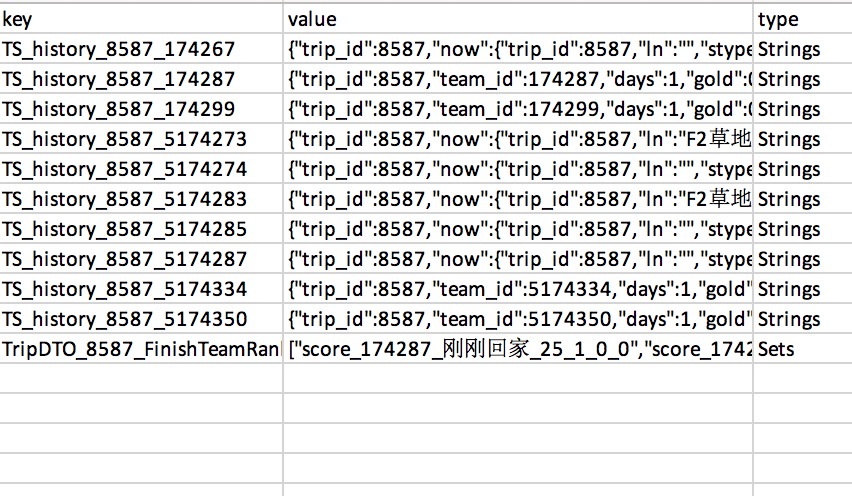 key value type
TS_history_8587_174267 {"trip_id":8587,"now":{"trip_id":8587,"ln":"","stype Strings
TS_history_8587_174287 {"trip_id":8587,"team_id":174287,"days":1,"gold":0 Strings
TS_history_8587_174299 {"trip_id":8587,"team_id":174299,"days":1,"gold":0 Strings
TS_history_8587_5174273 {"trip_id":8587,"now":{"trip_id":8587,"ln":"F2草地 Strings
TS_history_8587_5174274 {"trip_id":8587,"now":{"trip_id":8587,"ln":"","stype Strings
TS_history_8587_5174283 {"trip_id":8587,"now":{"trip_id":8587,"ln":"F2草地 Strings
TS_history_8587_5174285 {"trip_id":8587,"now":{"trip_id":8587,"ln":"","stype Strings
TS_history_8587_5174287 {"trip_id":8587,"now":{"trip_id":8587,"ln":"","stype Strings
TS_history_8587_5174334 {"trip_id":8587,"team_id":5174334,"days":1,"gold" Strings
TS_history_8587_5174350 {"trip_id":8587,"team_id":5174350,"days":1,"gold" Strings
TripDTO_8587_FinishTeamRan ["score_174287_刚刚回家_25_1_0_0","score_1742 Sets